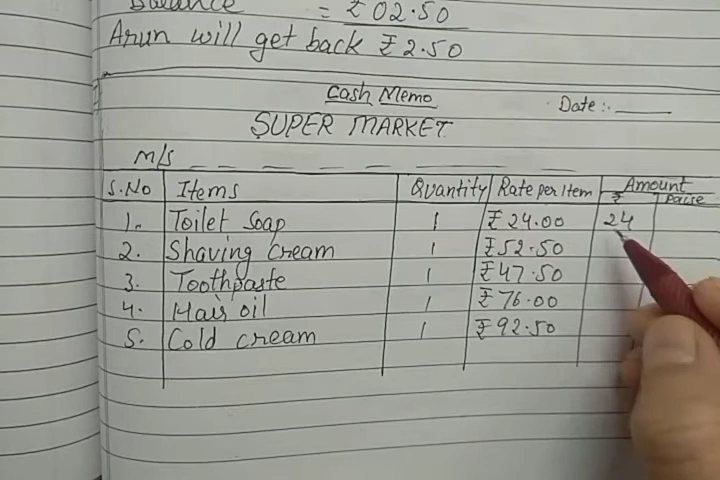 Balance = ₹02.50
Arun will get back ₹2.50
Cash Memo
Date:-
SUPER MARKET
M/S
S.No Items Quantity Rate per Item Amount
₹ Paise
1. Toilet Soap 1 ₹24.00 24
2. Shaving cream 1 ₹52.50
3. Toothpaste 1 ₹47.50
4. Hair oil 1 ₹76.00
5. Cold cream 1 ₹92.50